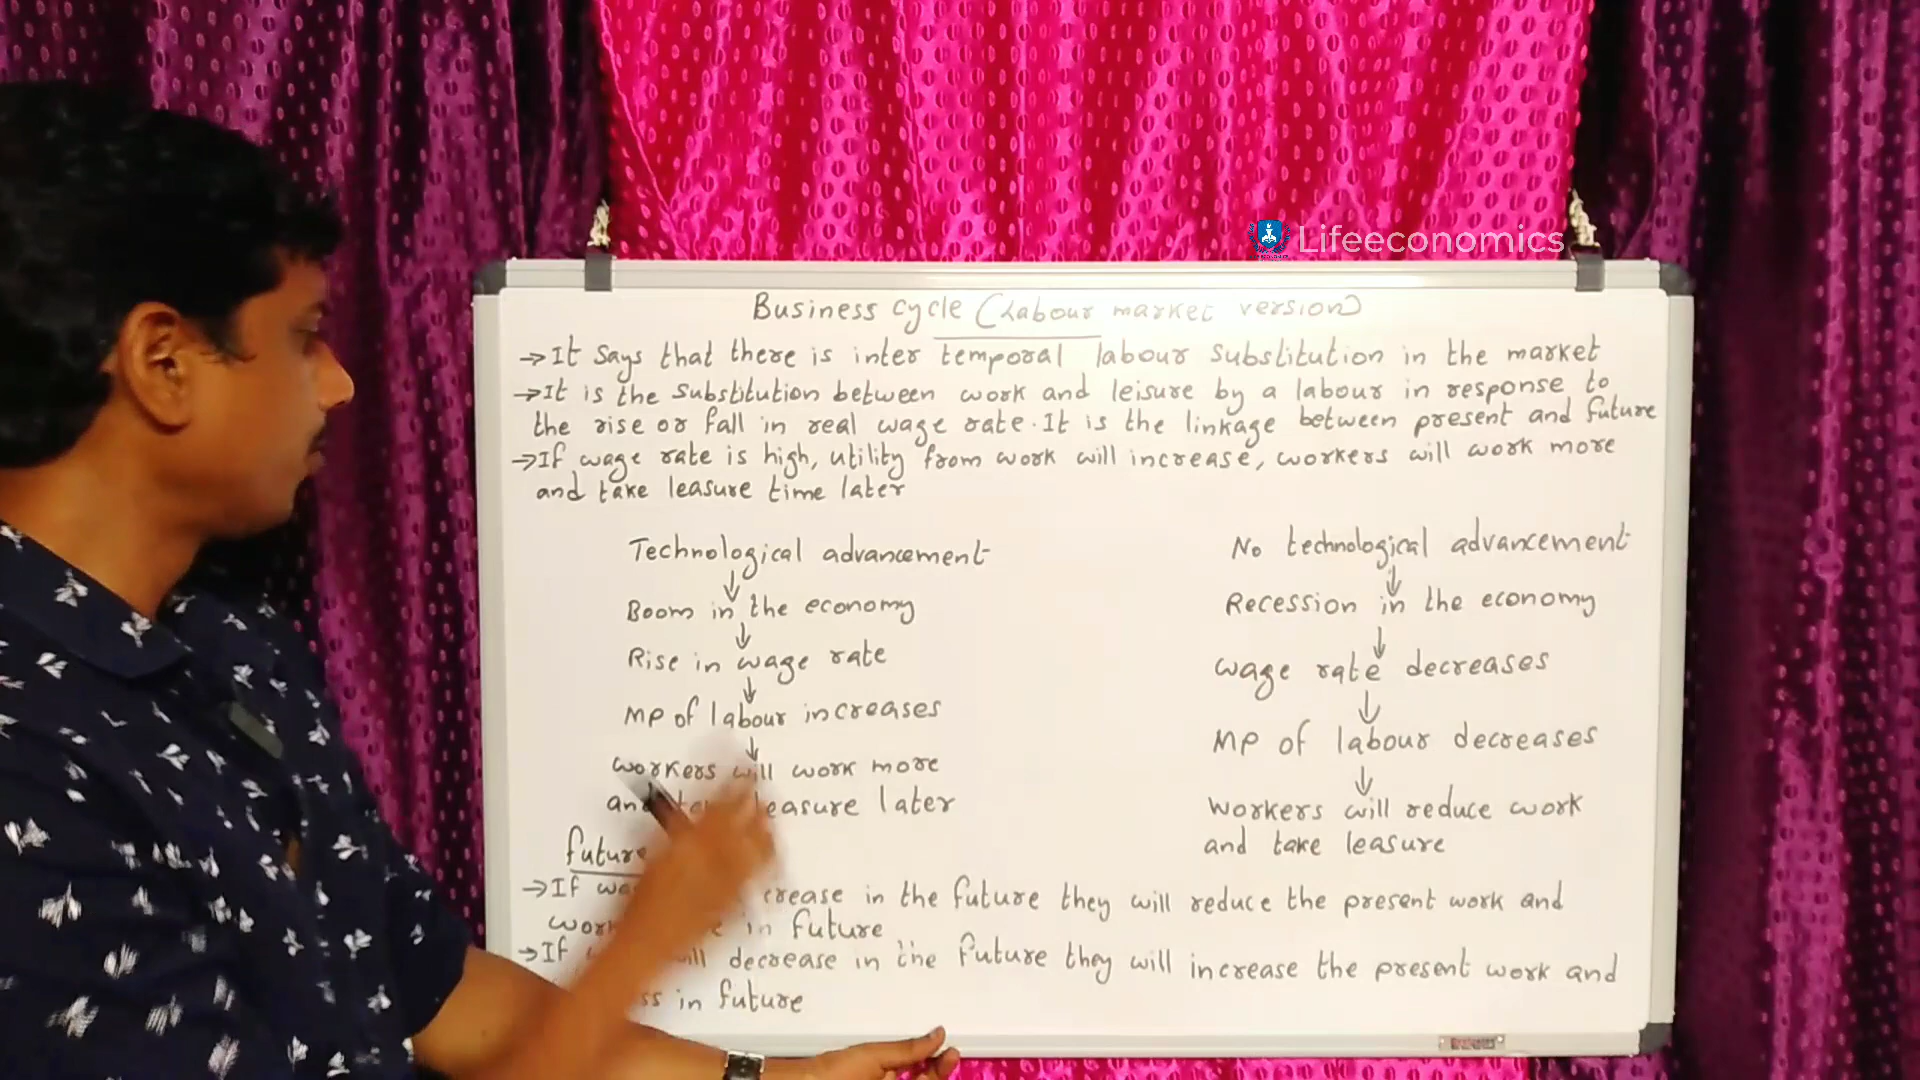 Lifeeconomics
Business cycle (Labour market version)
→It says that there is inter temporal labour substitution in the market
→It is the substitution between work and leisure by a labour in response to
the rise or fall in real wage rate. It is the linkage between present and future
→If wage rate is high, utility from work will increase, workers will work more
and take leasure time later
Technological advancement
↓
Boom in the economy
↓
Rise in wage rate
↓
MP of labour increases
↓
workers will work more
and leasure later
No technological advancement
↓
Recession in the economy
↓
wage rate decreases
↓
MP of labour decreases
↓
workers will reduce work
and take leasure
future
→If in the future they will reduce the present work and
in future
→If decrease in the future they will increase the present work and
in future